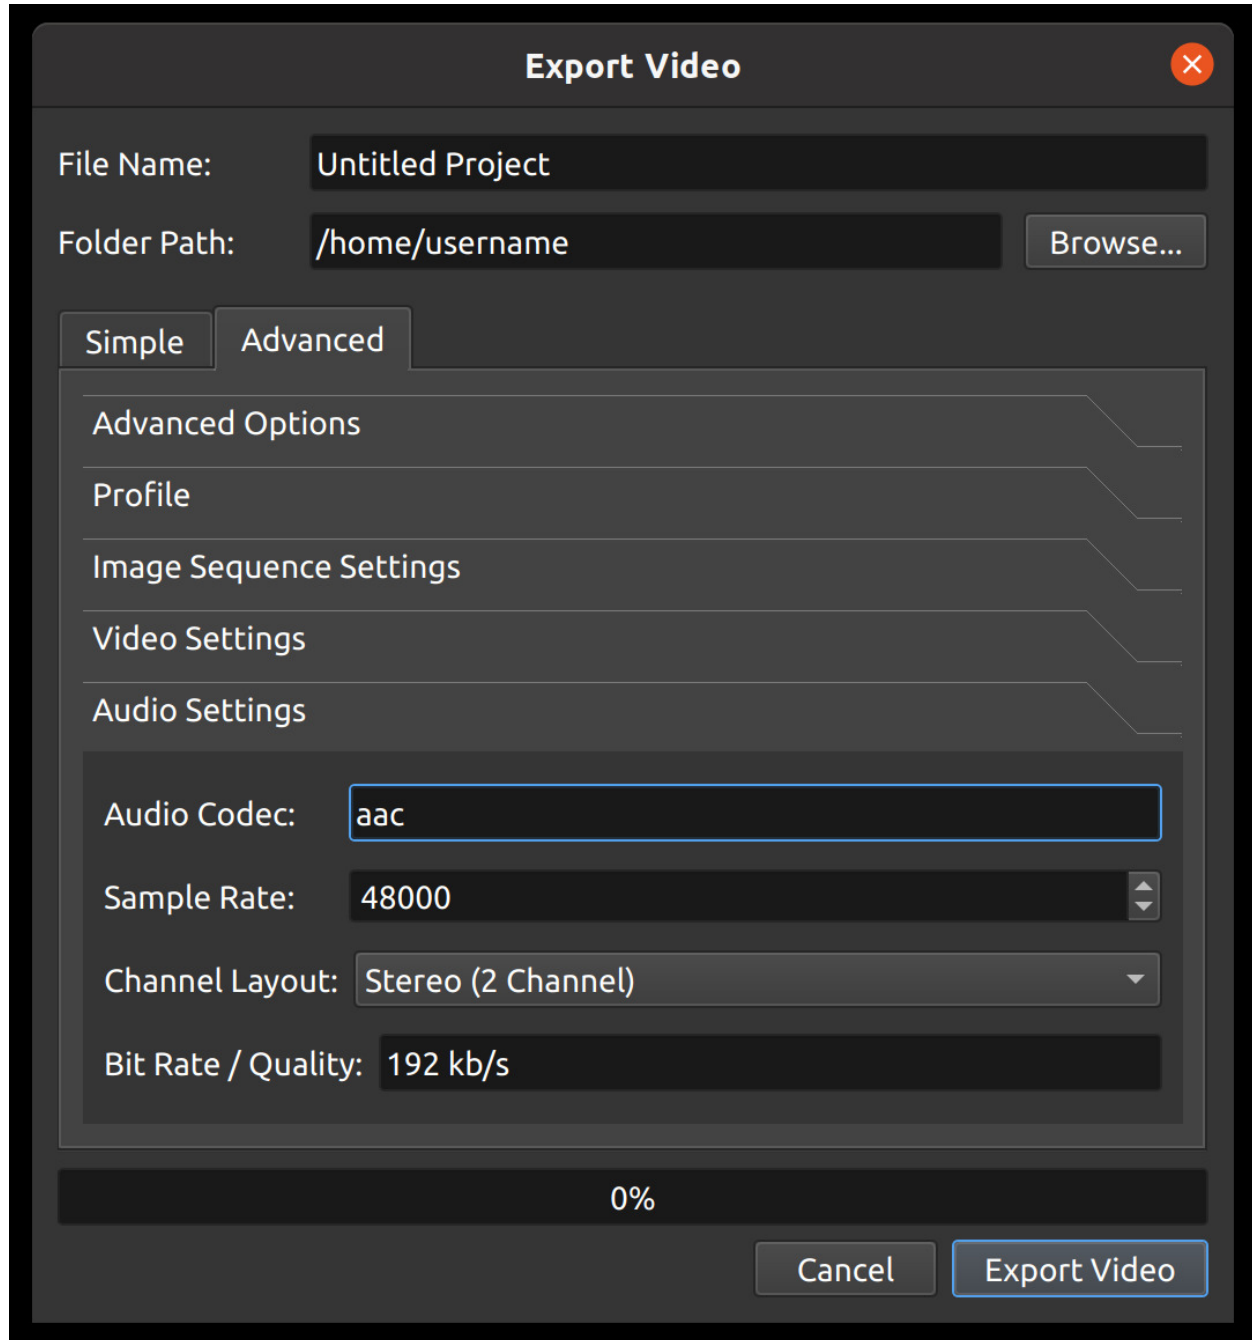 Export Video
File Name: Untitled Project
Folder Path: /home/username Browse...
Simple Advanced
Advanced Options
Profile
Image Sequence Settings
Video Settings
Audio Settings
Audio Codec: aac
Sample Rate: 48000
Channel Layout: Stereo (2 Channel)
Bit Rate / Quality: 192 kb/s
0%
Cancel Export Video